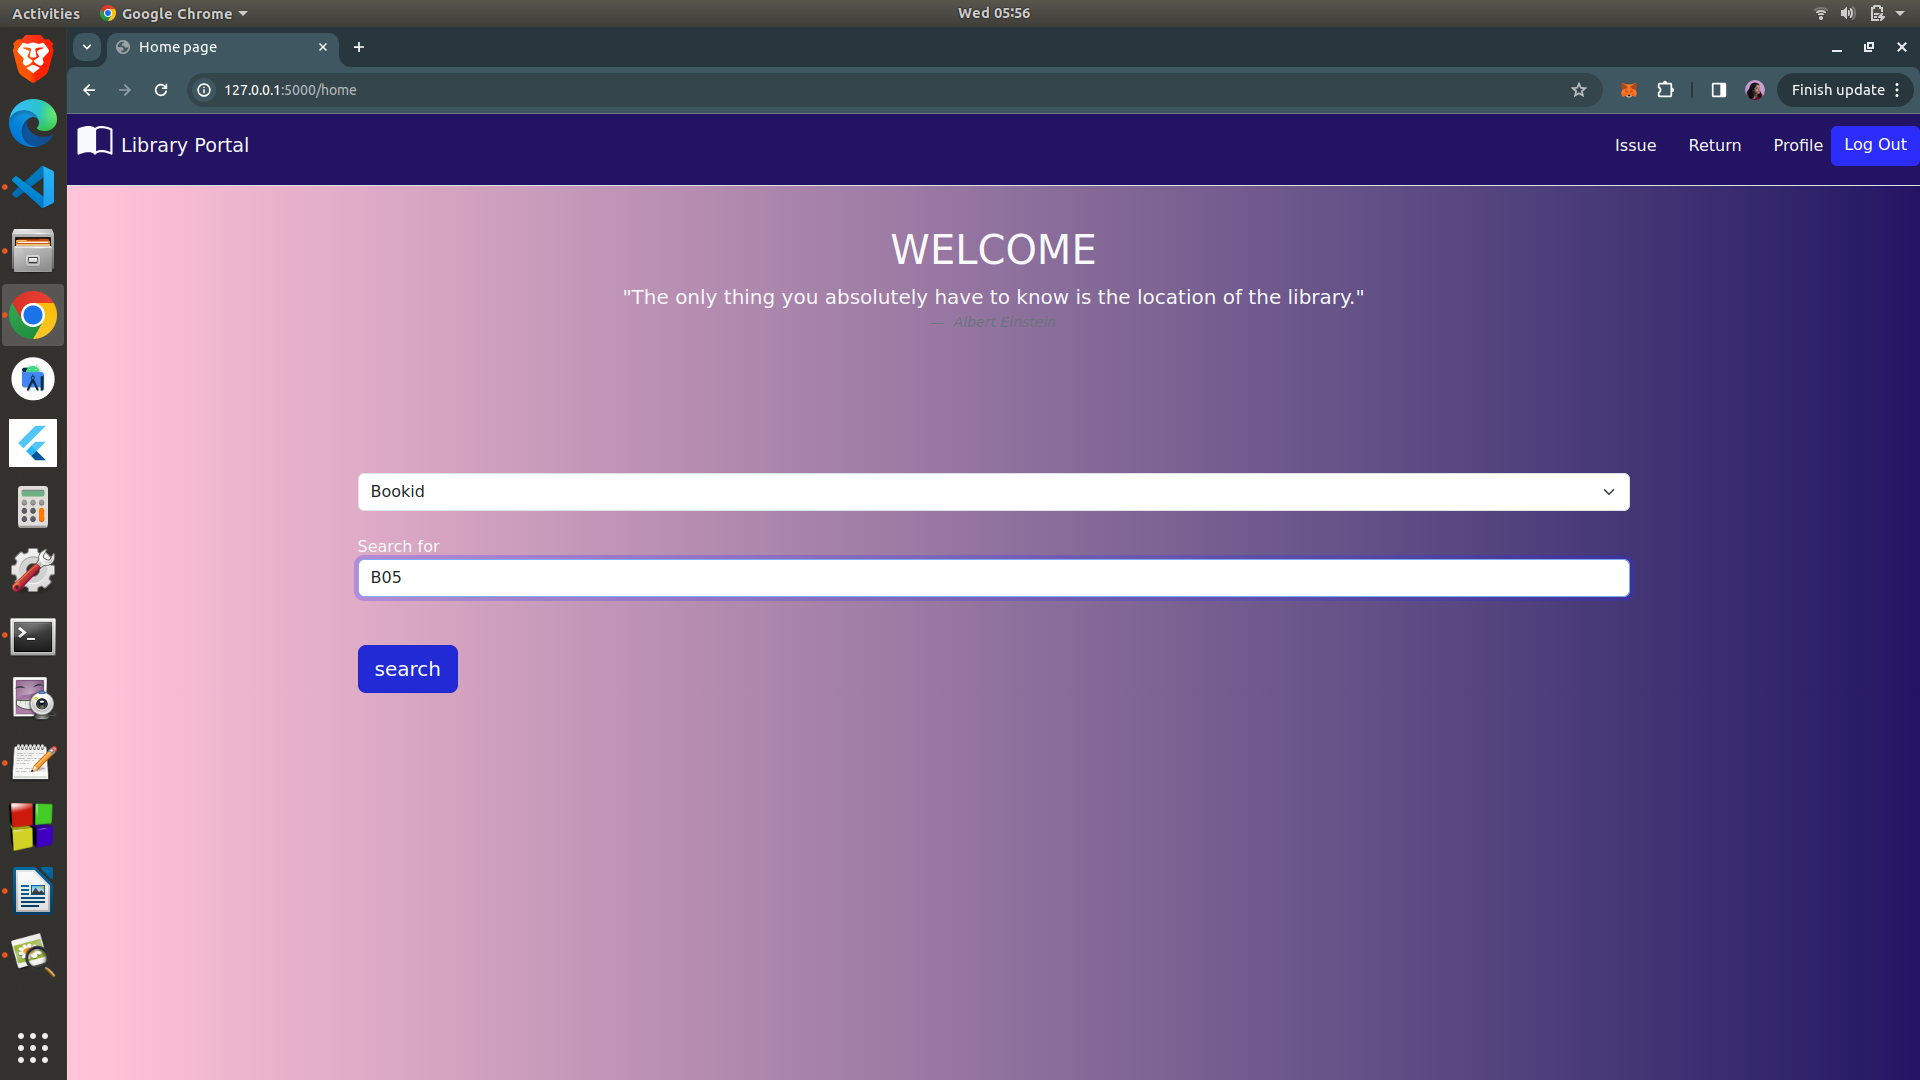 Activities
Google Chrome
Wed 05:56
Home page
127.0.0.1:5000/home
Finish update
Library Portal
Issue
Return
Profile
Log Out
WELCOME
"The only thing you absolutely have to know is the location of the library."
— Albert Einstein
Bookid
Search for
B05
search